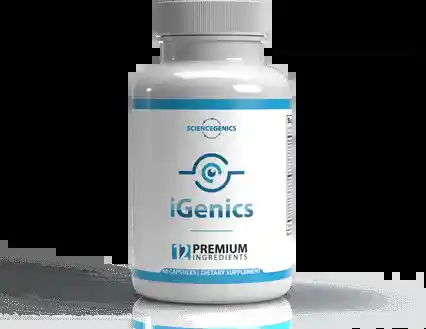 SCIENCEGENICS
iGenics
12 PREMIUM
INGREDIENTS
60 CAPSULES | DIETARY SUPPLEMENT